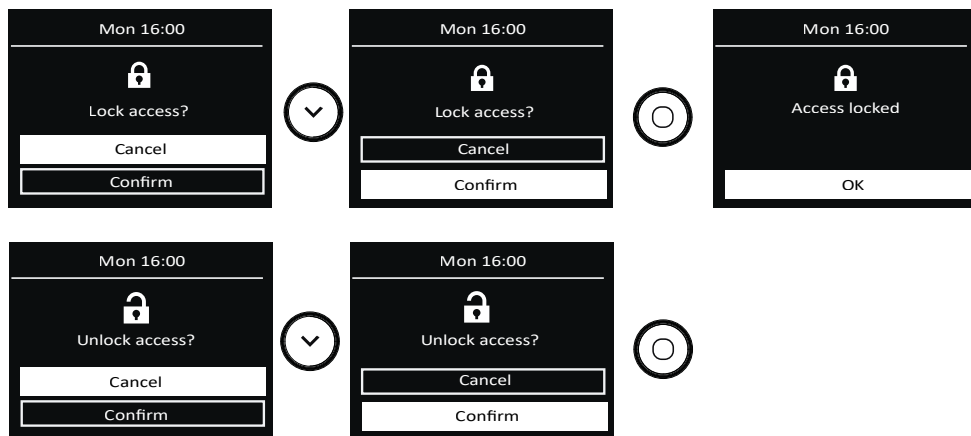 Mon 16:00
Lock access?
Cancel
Confirm
Mon 16:00
Lock access?
Cancel
Confirm
Mon 16:00
Access locked
OK
Mon 16:00
Unlock access?
Cancel
Confirm
Mon 16:00
Unlock access?
Cancel
Confirm